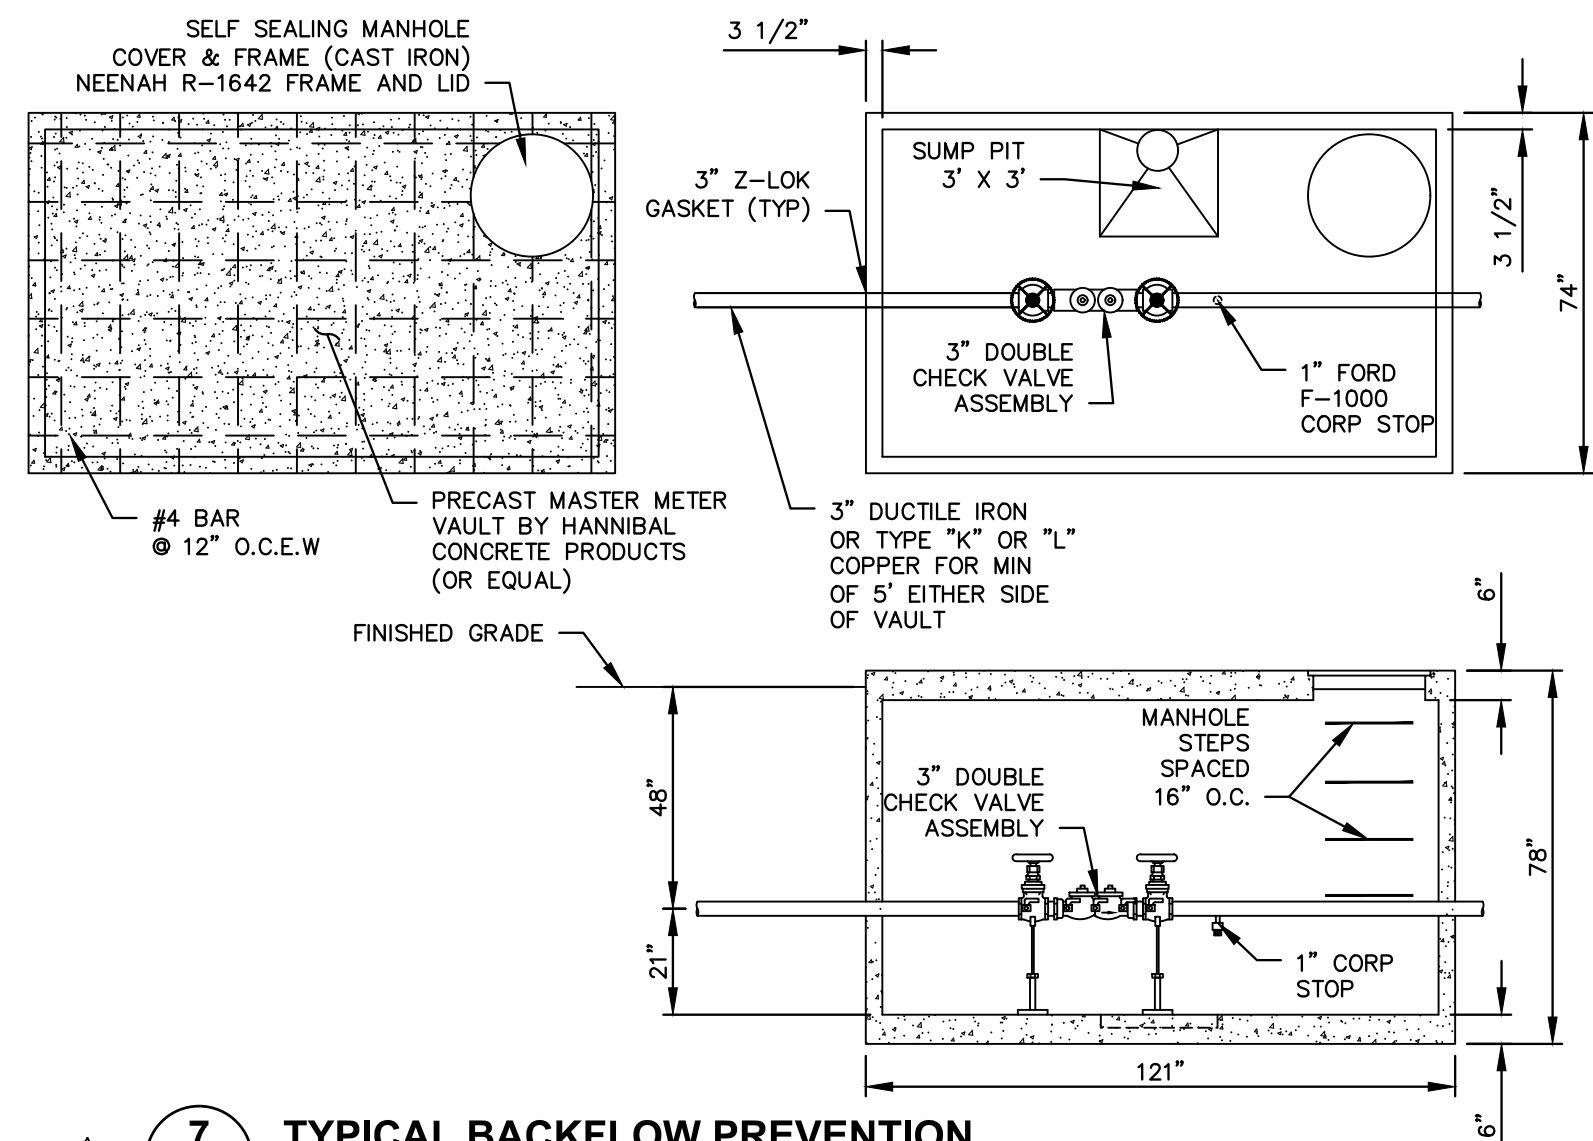 SELF SEALING MANHOLE
COVER & FRAME (CAST IRON)
NEENAH R-1642 FRAME AND LID
3 1/2"
3" Z-LOK
GASKET (TYP)
SUMP PIT
3' X 3'
3 1/2"
74"
3" DOUBLE
CHECK VALVE
ASSEMBLY
1" FORD
F-1000
CORP STOP
#4 BAR
@ 12" O.C.E.W
PRECAST MASTER METER
VAULT BY HANNIBAL
CONCRETE PRODUCTS
(OR EQUAL)
3" DUCTILE IRON
OR TYPE "K" OR "L"
COPPER FOR MIN
OF 5' EITHER SIDE
OF VAULT
FINISHED GRADE
6"
48"
21"
3" DOUBLE
CHECK VALVE
ASSEMBLY
MANHOLE
STEPS
SPACED
16" O.C.
78"
1" CORP
STOP
121"
6"
7
TYPICAL BACKFLOW PREVENTION